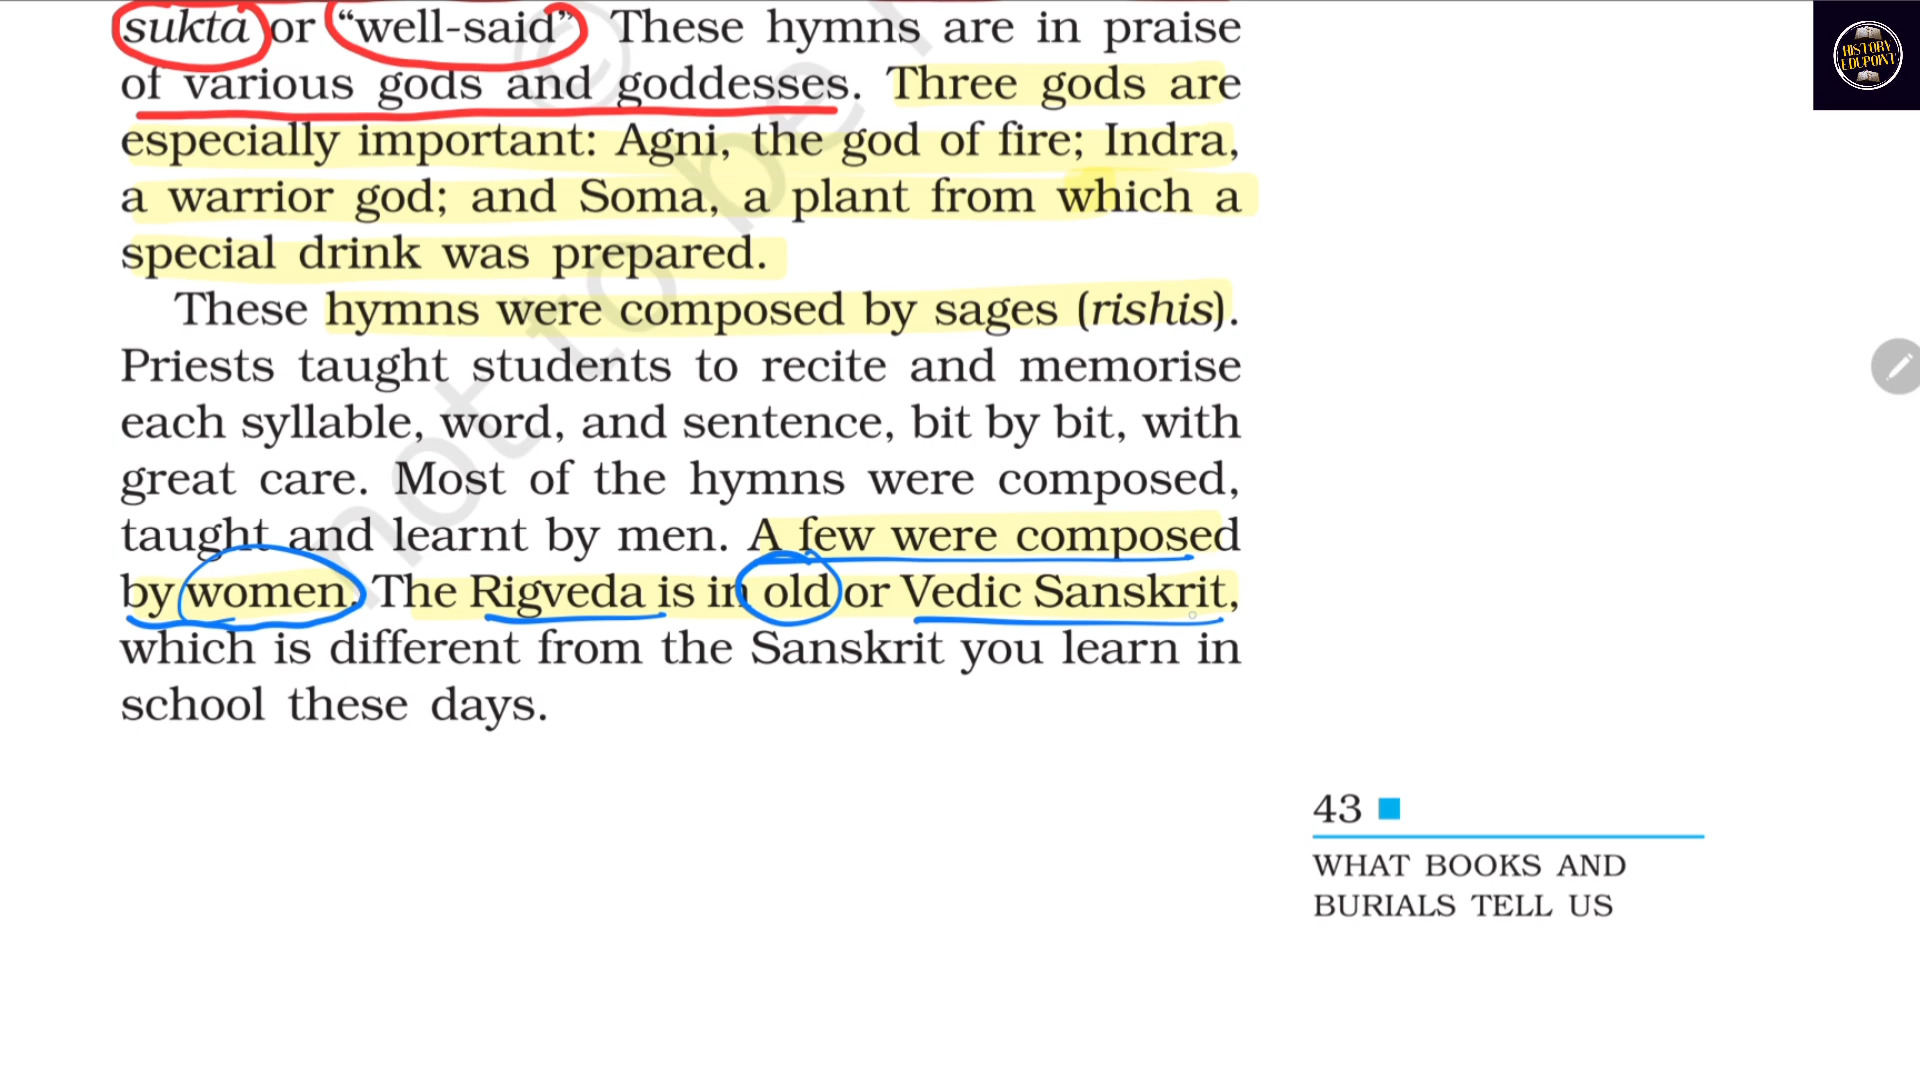 sukta or “well-said” These hymns are in praise
of various gods and goddesses. Three gods are
especially important: Agni, the god of fire; Indra,
a warrior god; and Soma, a plant from which a
special drink was prepared.
These hymns were composed by sages (rishis).
Priests taught students to recite and memorise
each syllable, word, and sentence, bit by bit, with
great care. Most of the hymns were composed,
taught and learnt by men. A few were composed
by women. The Rigveda is in old or Vedic Sanskrit,
which is different from the Sanskrit you learn in
school these days.
43
WHAT BOOKS AND
BURIALS TELL US
HISTORY
EDUPOINT
© not to be r